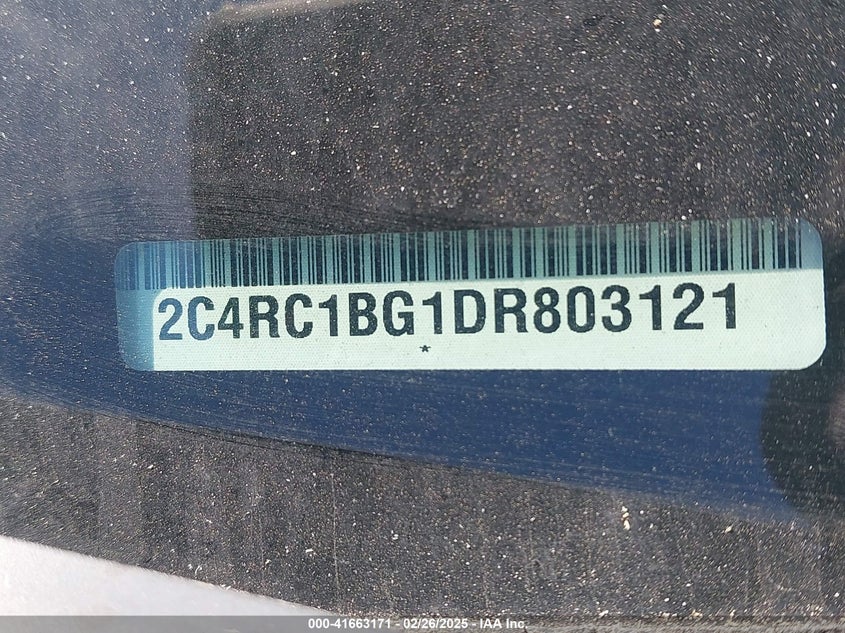 2C4RC1BG1DR803121
*
000-41663171 - 02/26/2025 - IAA Inc.